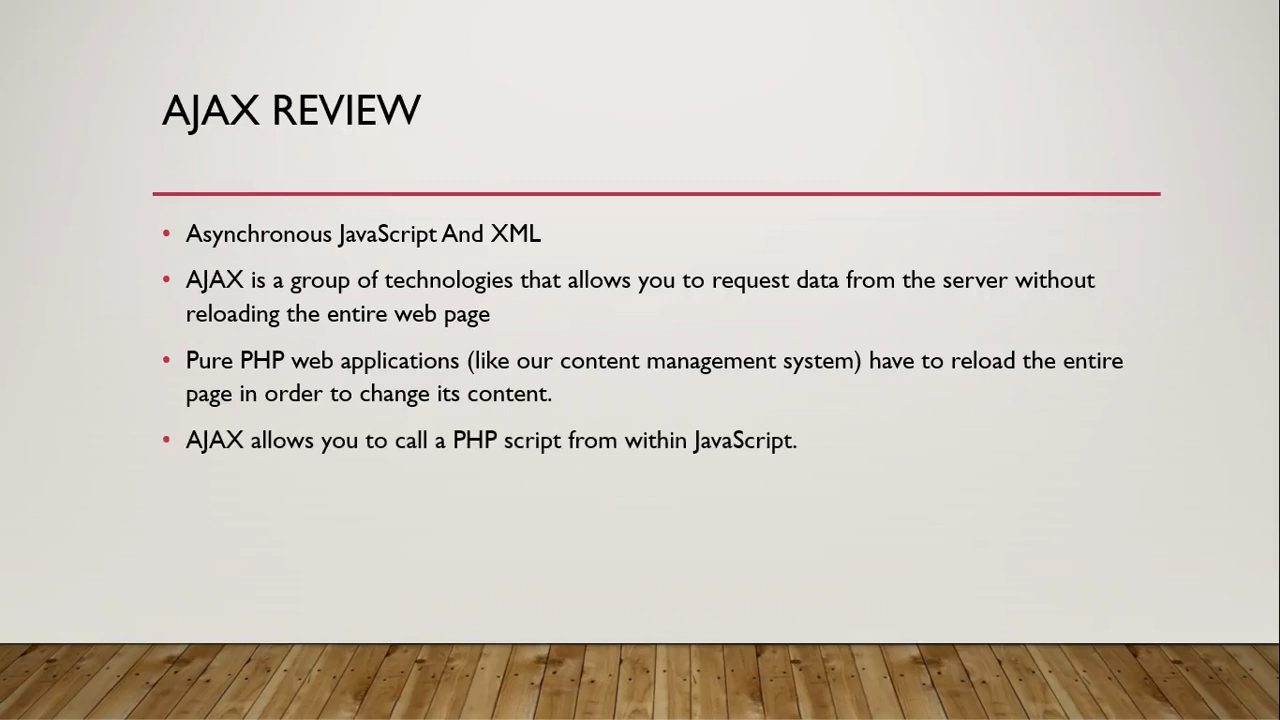 AJAX REVIEW
• Asynchronous JavaScript And XML
• AJAX is a group of technologies that allows you to request data from the server without
reloading the entire web page
• Pure PHP web applications (like our content management system) have to reload the entire
page in order to change its content.
• AJAX allows you to call a PHP script from within JavaScript.